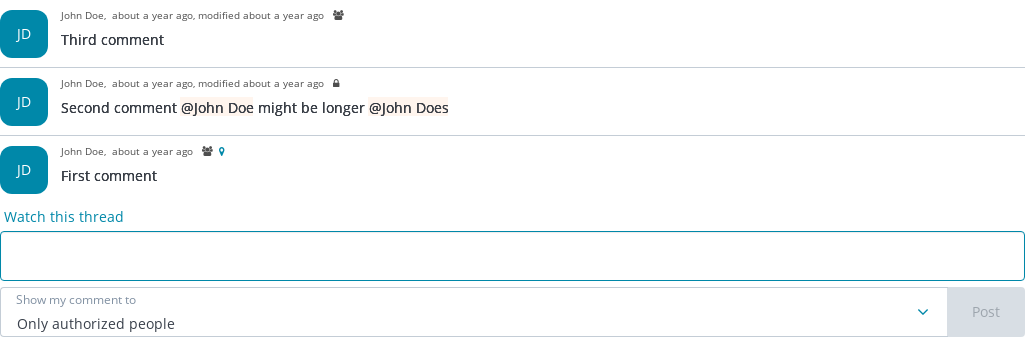 JD
John Doe, about a year ago, modified about a year ago
Third comment
JD
John Doe, about a year ago, modified about a year ago
Second comment @John Doe might be longer @John Does
JD
John Doe, about a year ago
First comment
Watch this thread
Show my comment to
Only authorized people
Post